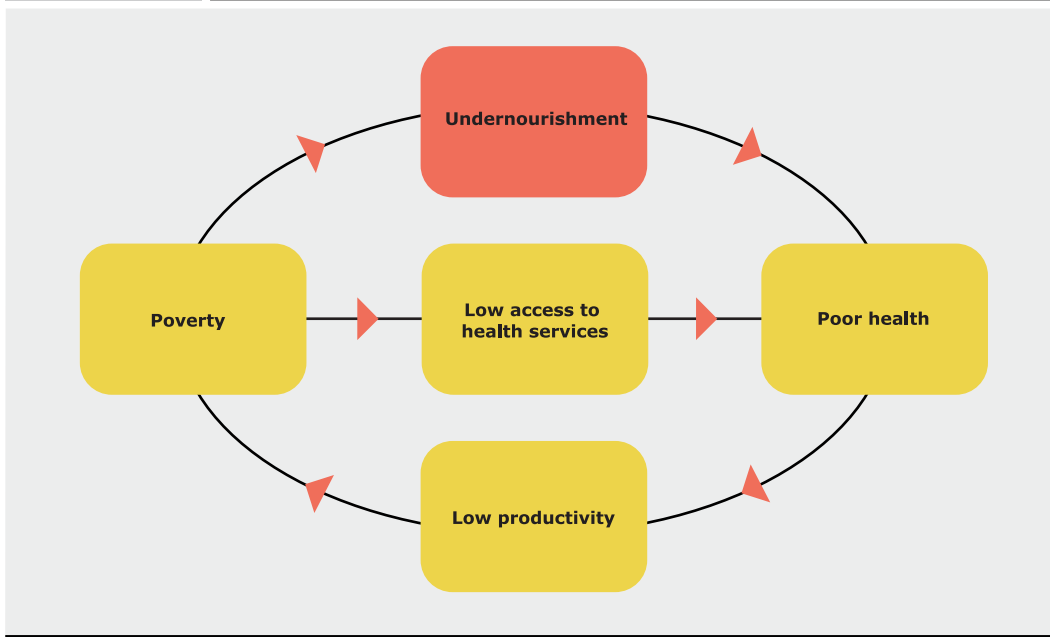 Undernourishment
Poverty
Low access to
health services
Poor health
Low productivity